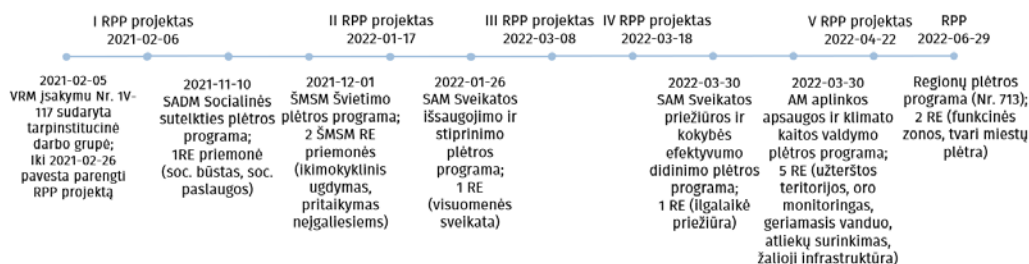 I RPP projektas
2021-02-06
II RPP projektas
2022-01-17
III RPP projektas
2022-03-08
IV RPP projektas
2022-03-18
V RPP projektas
2022-04-22
RPP
2022-06-29
2021-02-05
VRM įsakymu Nr. 1V-
117 sudaryta
tarpinstitucinė
darbo grupė;
Iki 2021-02-26
pavesta parengti
RPP projektą
2021-11-10
SADM Socialinės
sutelkties plėtros
programa;
1RE priemonė
(soc. būstas, soc.
paslaugos)
2021-12-01
ŠMSM Švietimo
plėtros programa;
2 ŠMSM RE
priemonės
(ikimokyklinis
ugdymas,
pritaikymas
neįgaliesiems)
2022-01-26
SAM Sveikatos
išsaugojimo ir
stiprinimo
plėtros
programa;
1 RE
(visuomenės
sveikata)
2022-03-30
SAM Sveikatos
priežiūros ir
kokybės
efektyvumo
didinimo plėtros
programa;
1 RE (ilgalaikė
priežiūra)
2022-03-30
AM aplinkos
apsaugos ir klimato
kaitos valdymo
plėtros programa;
5 RE (užterštos
teritorijos, oro
monitoringas,
geriamasis vanduo,
atliekų surinkimas,
žalioji infrastruktūra)
Regionų plėtros
programa (Nr. 713);
2 RE (funkcinės
zonos, tvari miestų
plėtra)